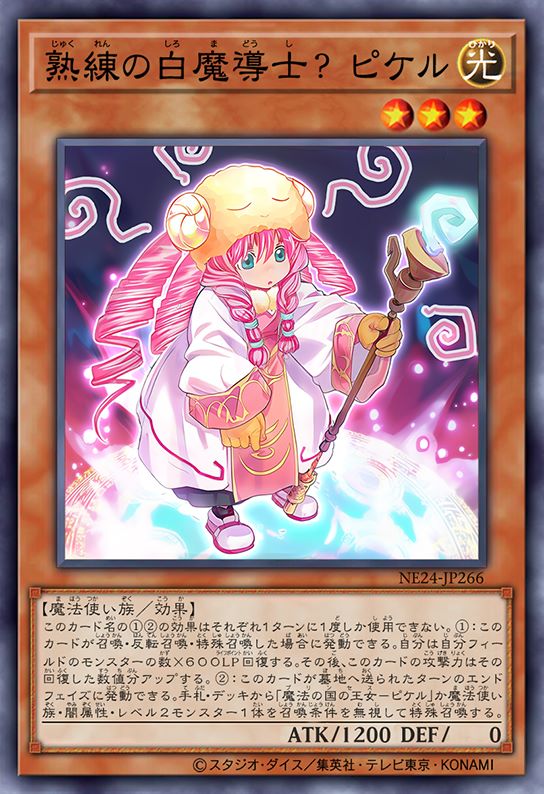 熟練の白魔導士? ピケル 光
NE24-JP266
【魔法使い族/効果】
このカード名の①②の効果はそれぞれ1ターンに1度しか使用できない。①:こ
のカードが召喚・反転召喚・特殊召喚した場合に発動できる。自分は自分フィー
ルドのモンスターの数×600LP回復する。その後、このカードの攻撃力はその
回復した数値分アップする。②:このカードが墓地へ送られたターンのエンド
フェイズに発動できる。手札・デッキから「魔法の国の王女-ピケル」か魔法使い
族・闇属性・レベル2モンスター1体を召喚条件を無視して特殊召喚する。
ATK/1200 DEF/ 0
©スタジオ・ダイス/集英社・テレビ東京・KONAMI